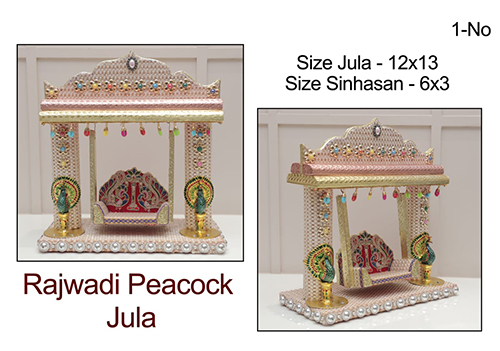 1-No
Size Jula - 12x13
Size Sinhasan - 6x3
Rajwadi Peacock
Jula